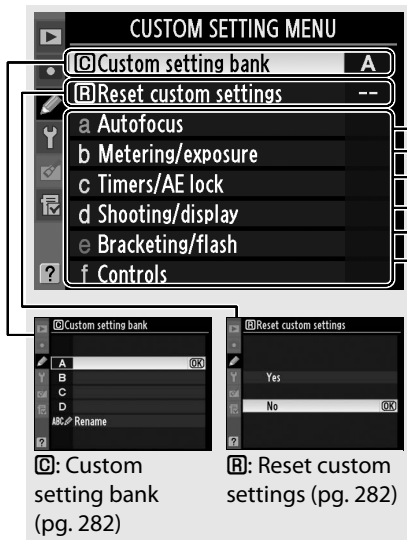 CUSTOM SETTING MENU
C Custom setting bank A
R Reset custom settings --
a Autofocus
b Metering/exposure
c Timers/AE lock
d Shooting/display
e Bracketing/flash
f Controls
?
C Custom setting bank
A OK
B
C
D
ABC Rename
?
R Reset custom settings
Yes
No OK
?
C: Custom
setting bank
(pg. 282)
R: Reset custom
settings (pg. 282)